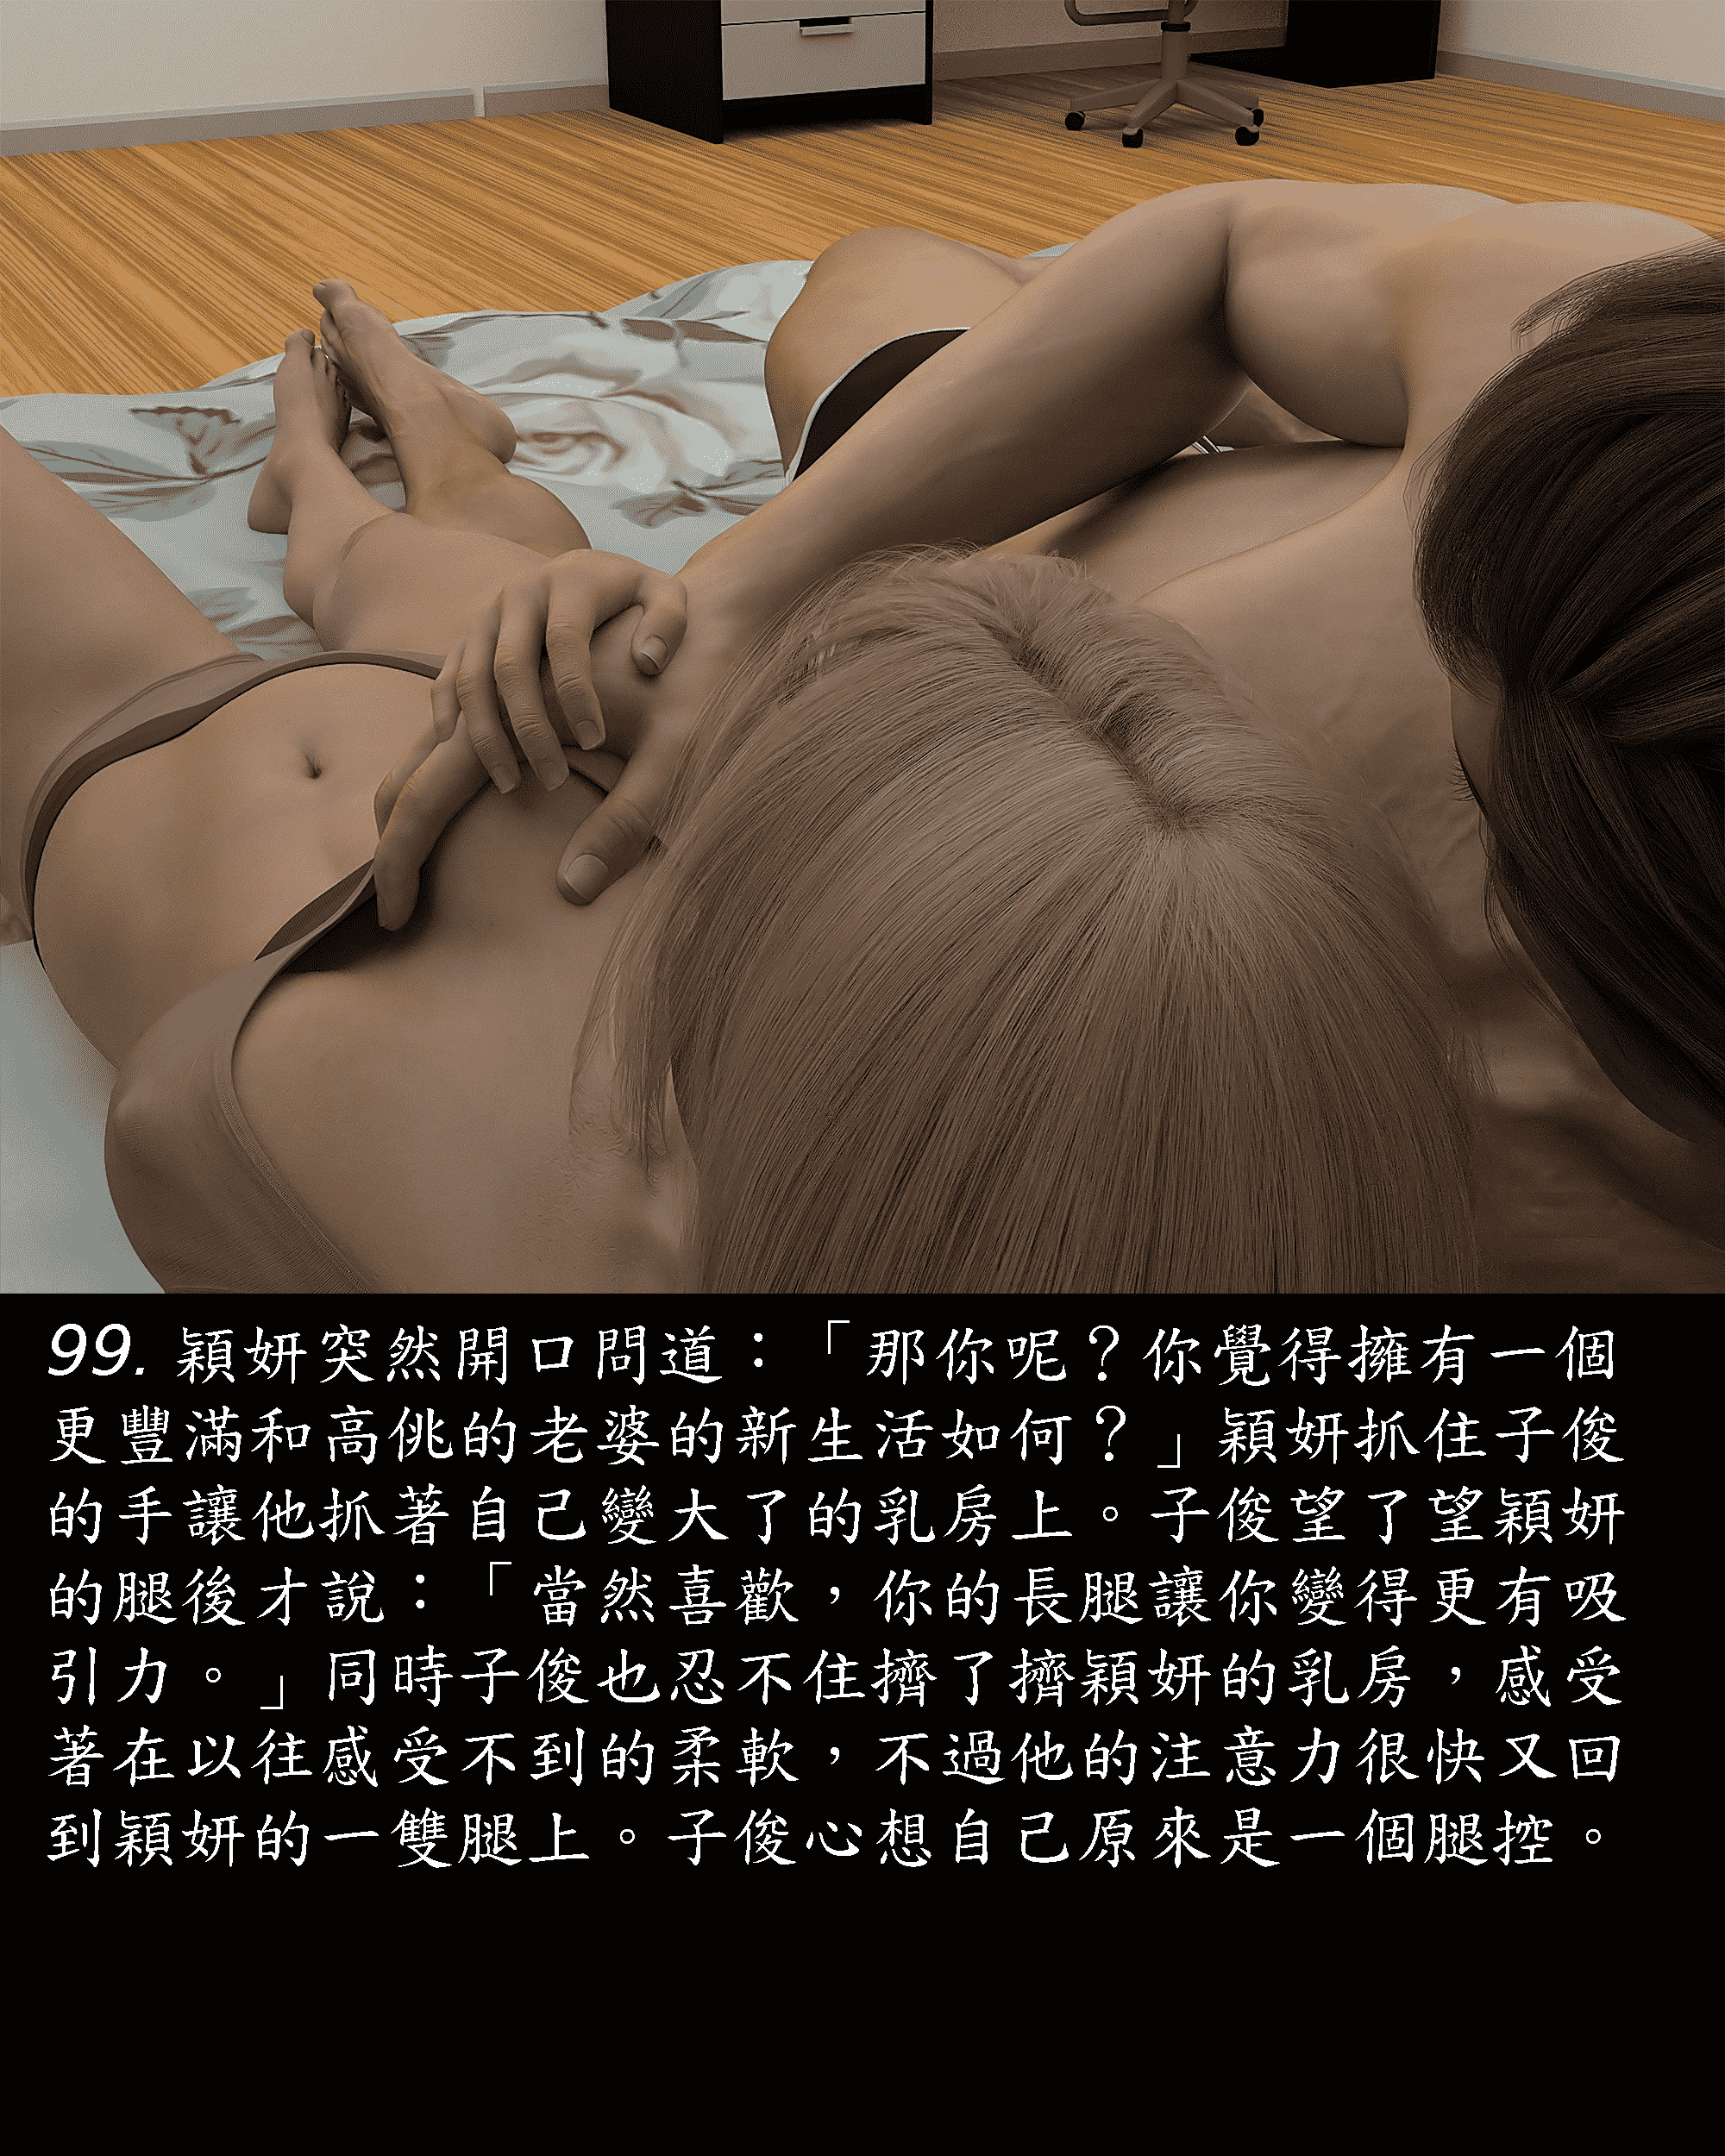 99. 穎妍突然開口問道：「那你呢？你覺得擁有一個
更豐滿和高佻的老婆的新生活如何？」穎妍抓住子俊
的手讓他抓著自己變大了的乳房上。子俊望了望穎妍
的腿後才說：「當然喜歡，你的長腿讓你變得更有吸
引力。」同時子俊也忍不住擠了擠穎妍的乳房，感受
著在以往感受不到的柔軟，不過他的注意力很快又回
到穎妍的一雙腿上。子俊心想自己原來是一個腿控。